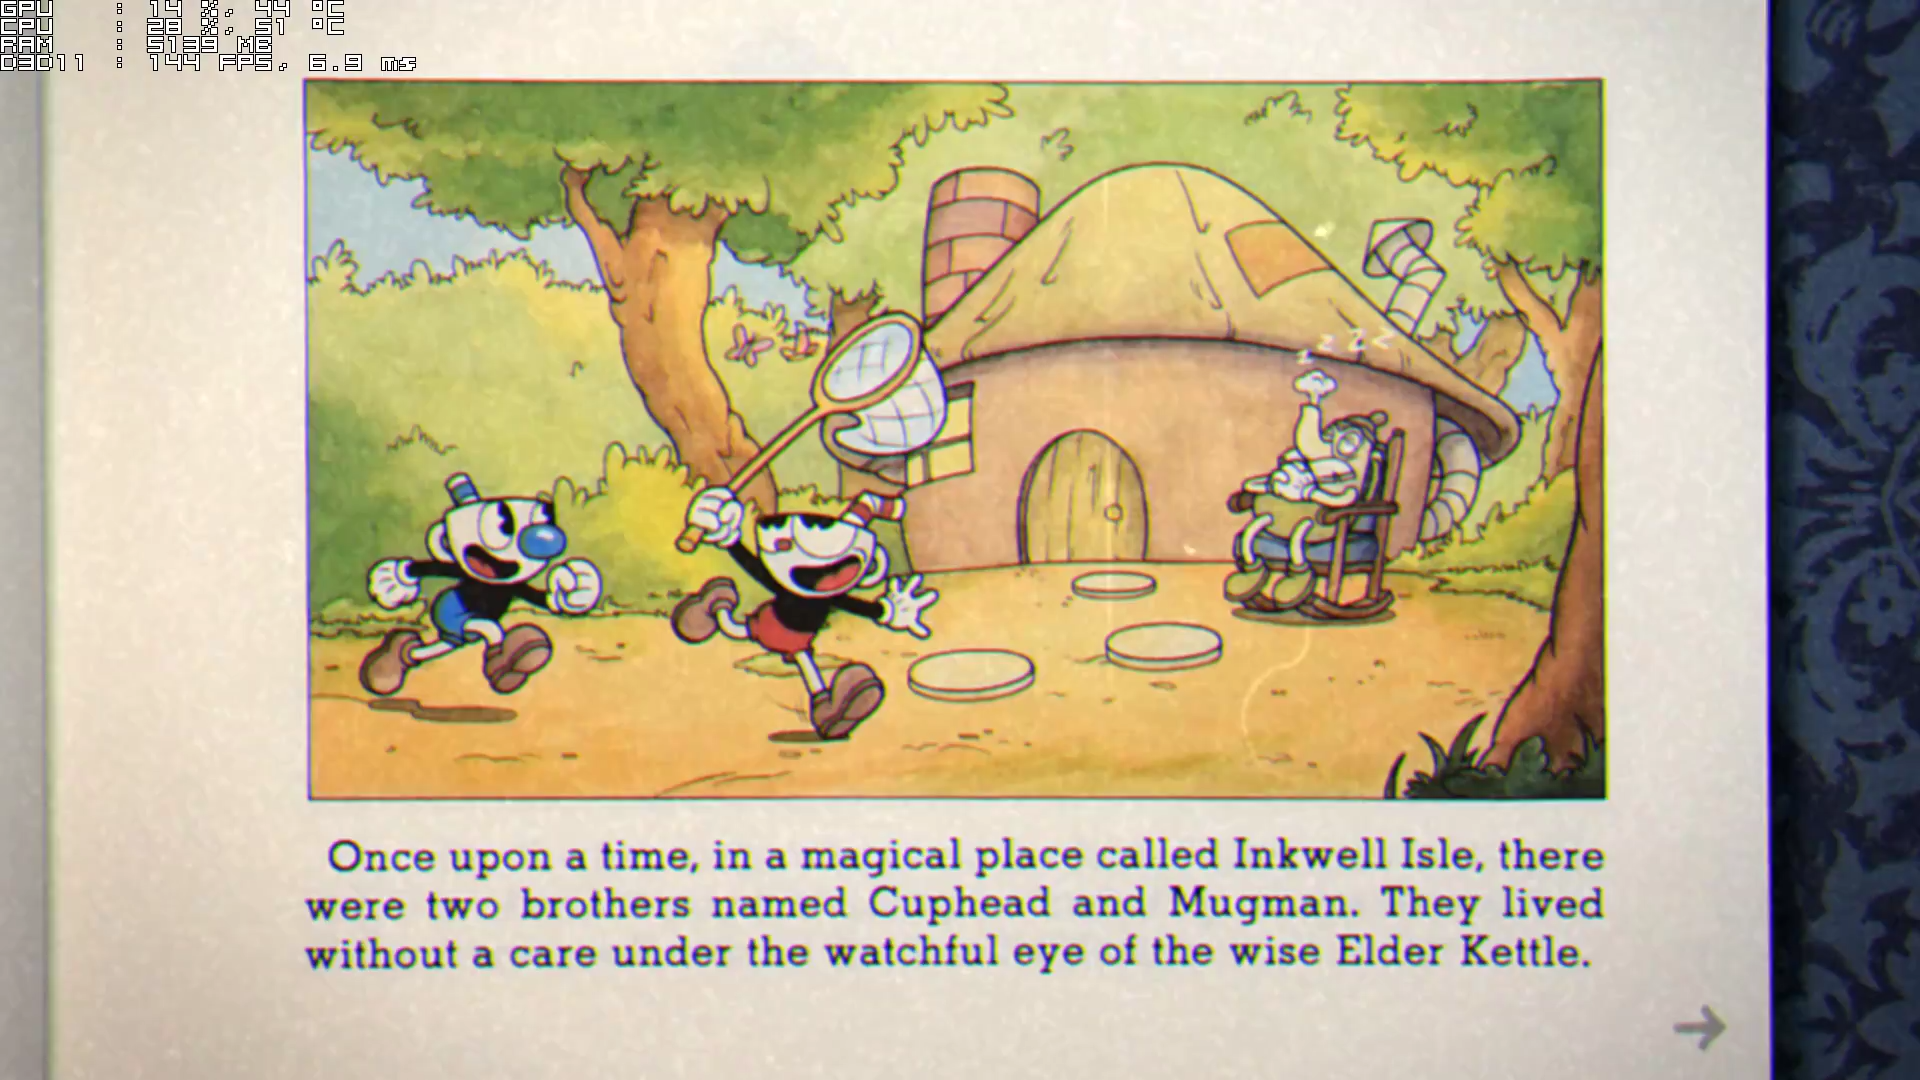 GPU : 14 %, 44 °C
CPU : 28 %, 51 °C
RAM : 5139 MB
D3D11 : 144 FPS, 6.9 ms
z z z z
Once upon a time, in a magical place called Inkwell Isle, there
were two brothers named Cuphead and Mugman. They lived
without a care under the watchful eye of the wise Elder Kettle.